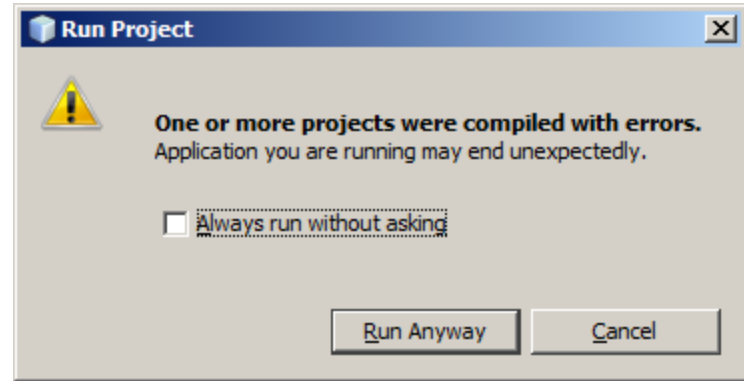 Run Project
One or more projects were compiled with errors.
Application you are running may end unexpectedly.
Always run without asking
Run Anyway
Cancel